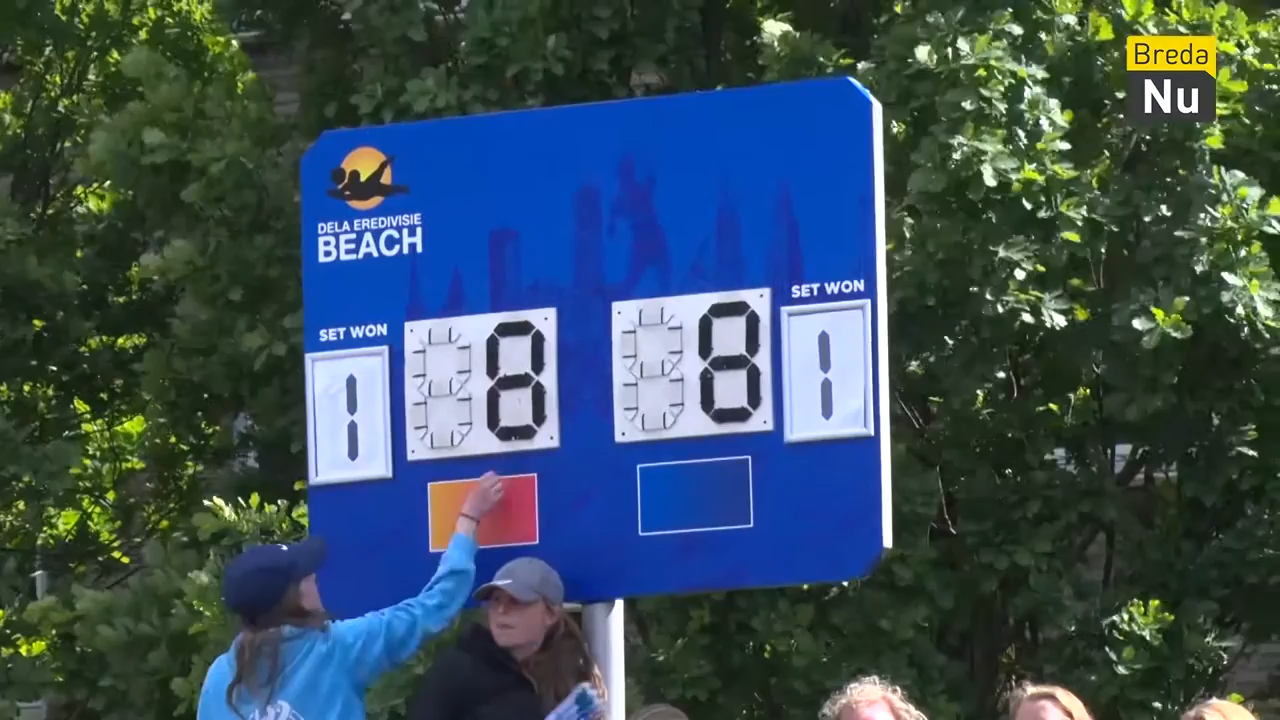 Breda
Nu
DELA EREDIVISIE
BEACH
SET WON
SET WON
1 8 8 1